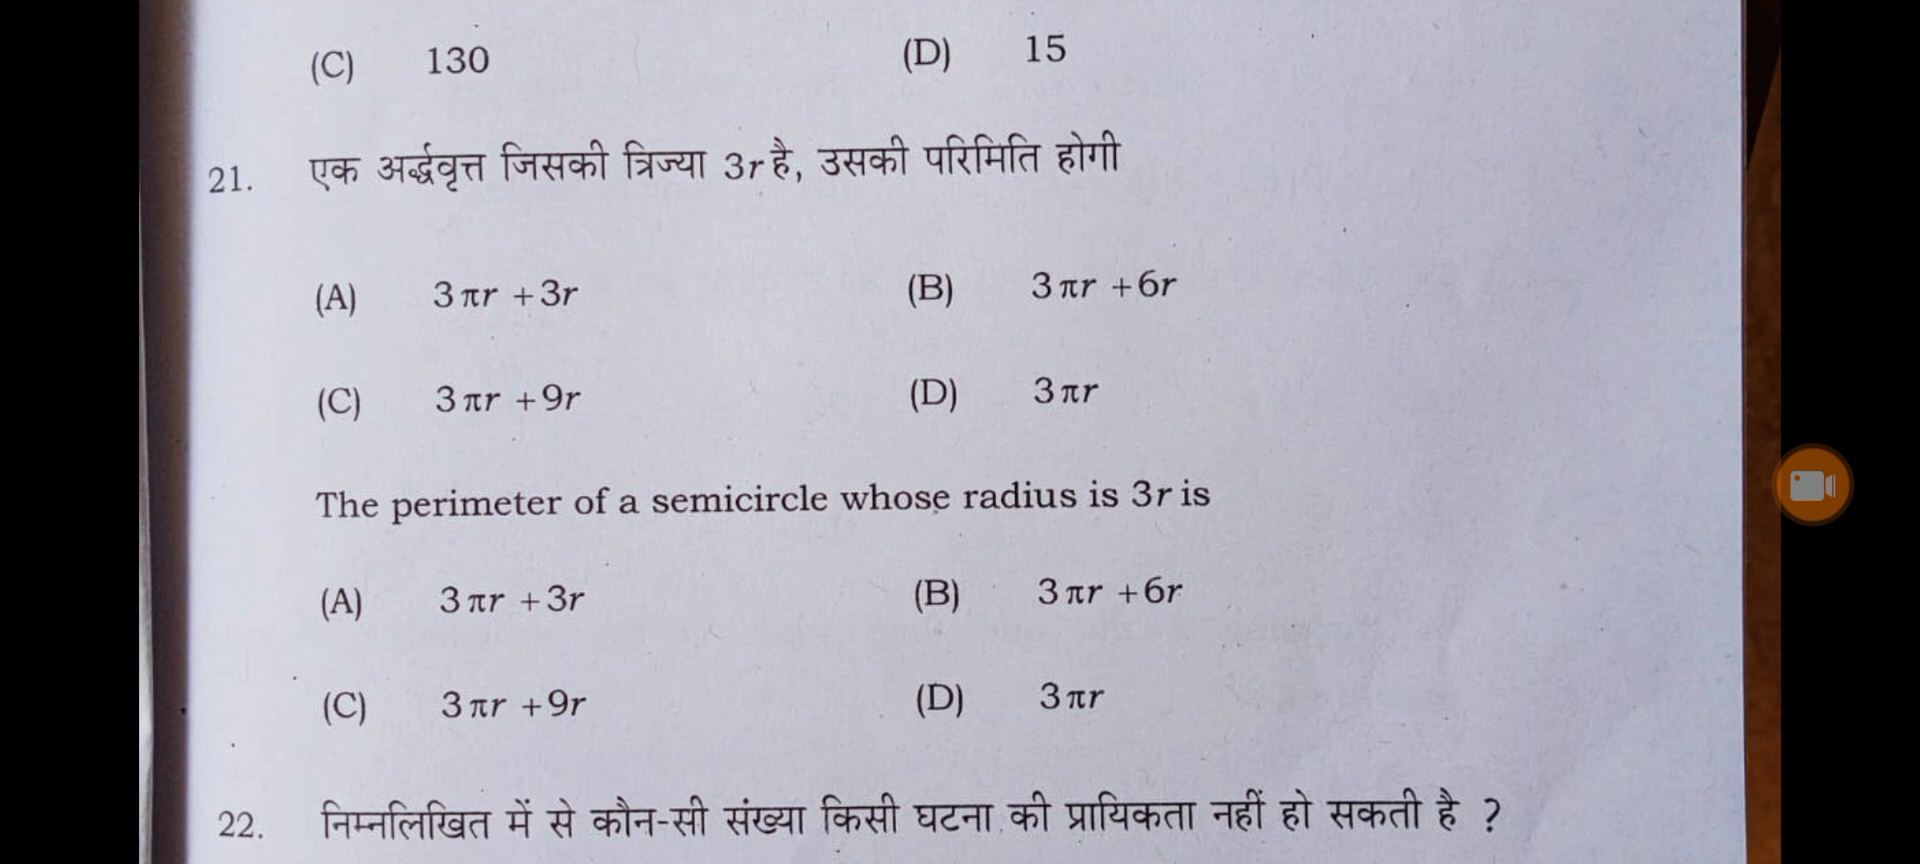 (C) 130 (D) 15
21. एक अर्द्धवृत्त जिसकी त्रिज्या 3r है, उसकी परिमिति होगी
(A) 3πr + 3r (B) 3πr + 6r
(C) 3πr + 9r (D) 3πr
The perimeter of a semicircle whose radius is 3r is
(A) 3πr + 3r (B) 3πr + 6r
(C) 3πr + 9r (D) 3πr
22. निम्नलिखित में से कौन-सी संख्या किसी घटना की प्रायिकता नहीं हो सकती है ?